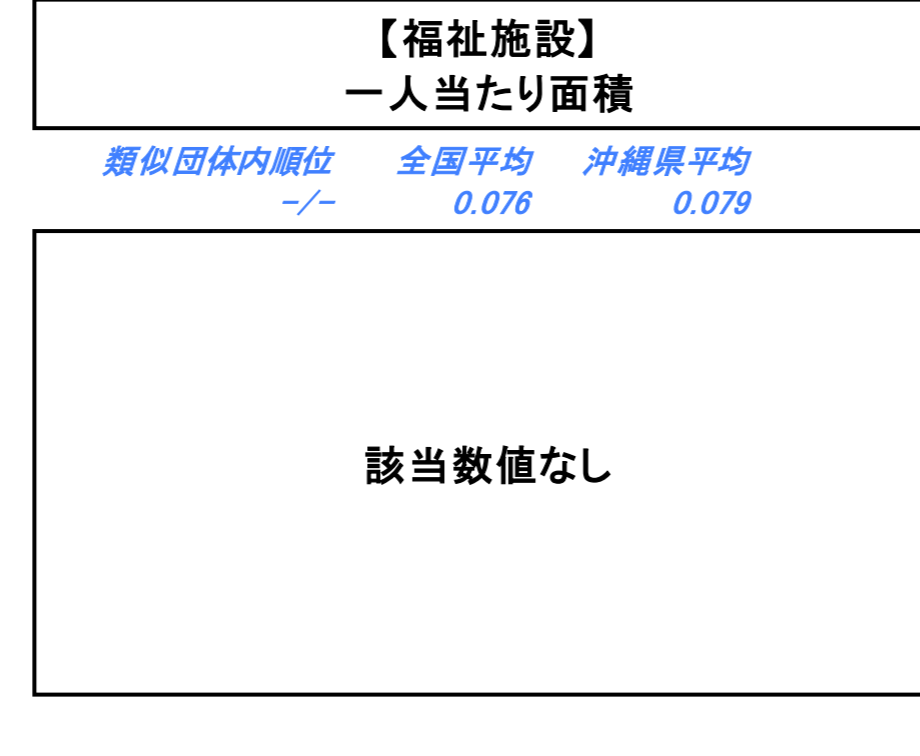 【福祉施設】
一人当たり面積
類似団体内順位 全国平均 沖縄県平均
-/- 0.076 0.079
該当数値なし